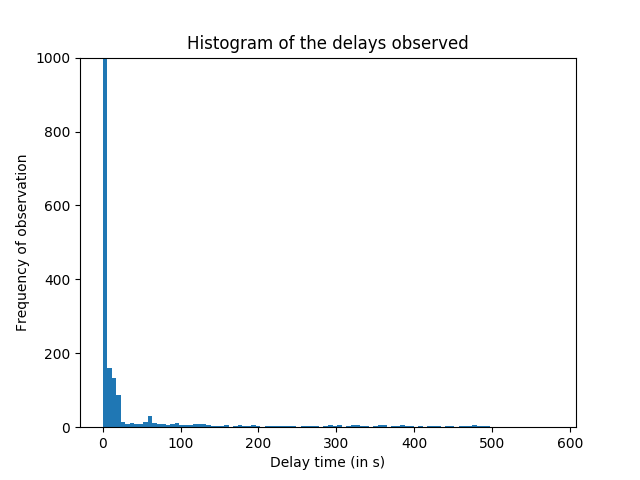 Histogram of the delays observed
1000
800
600
400
200
0
Frequency of observation
0 100 200 300 400 500 600
Delay time (in s)